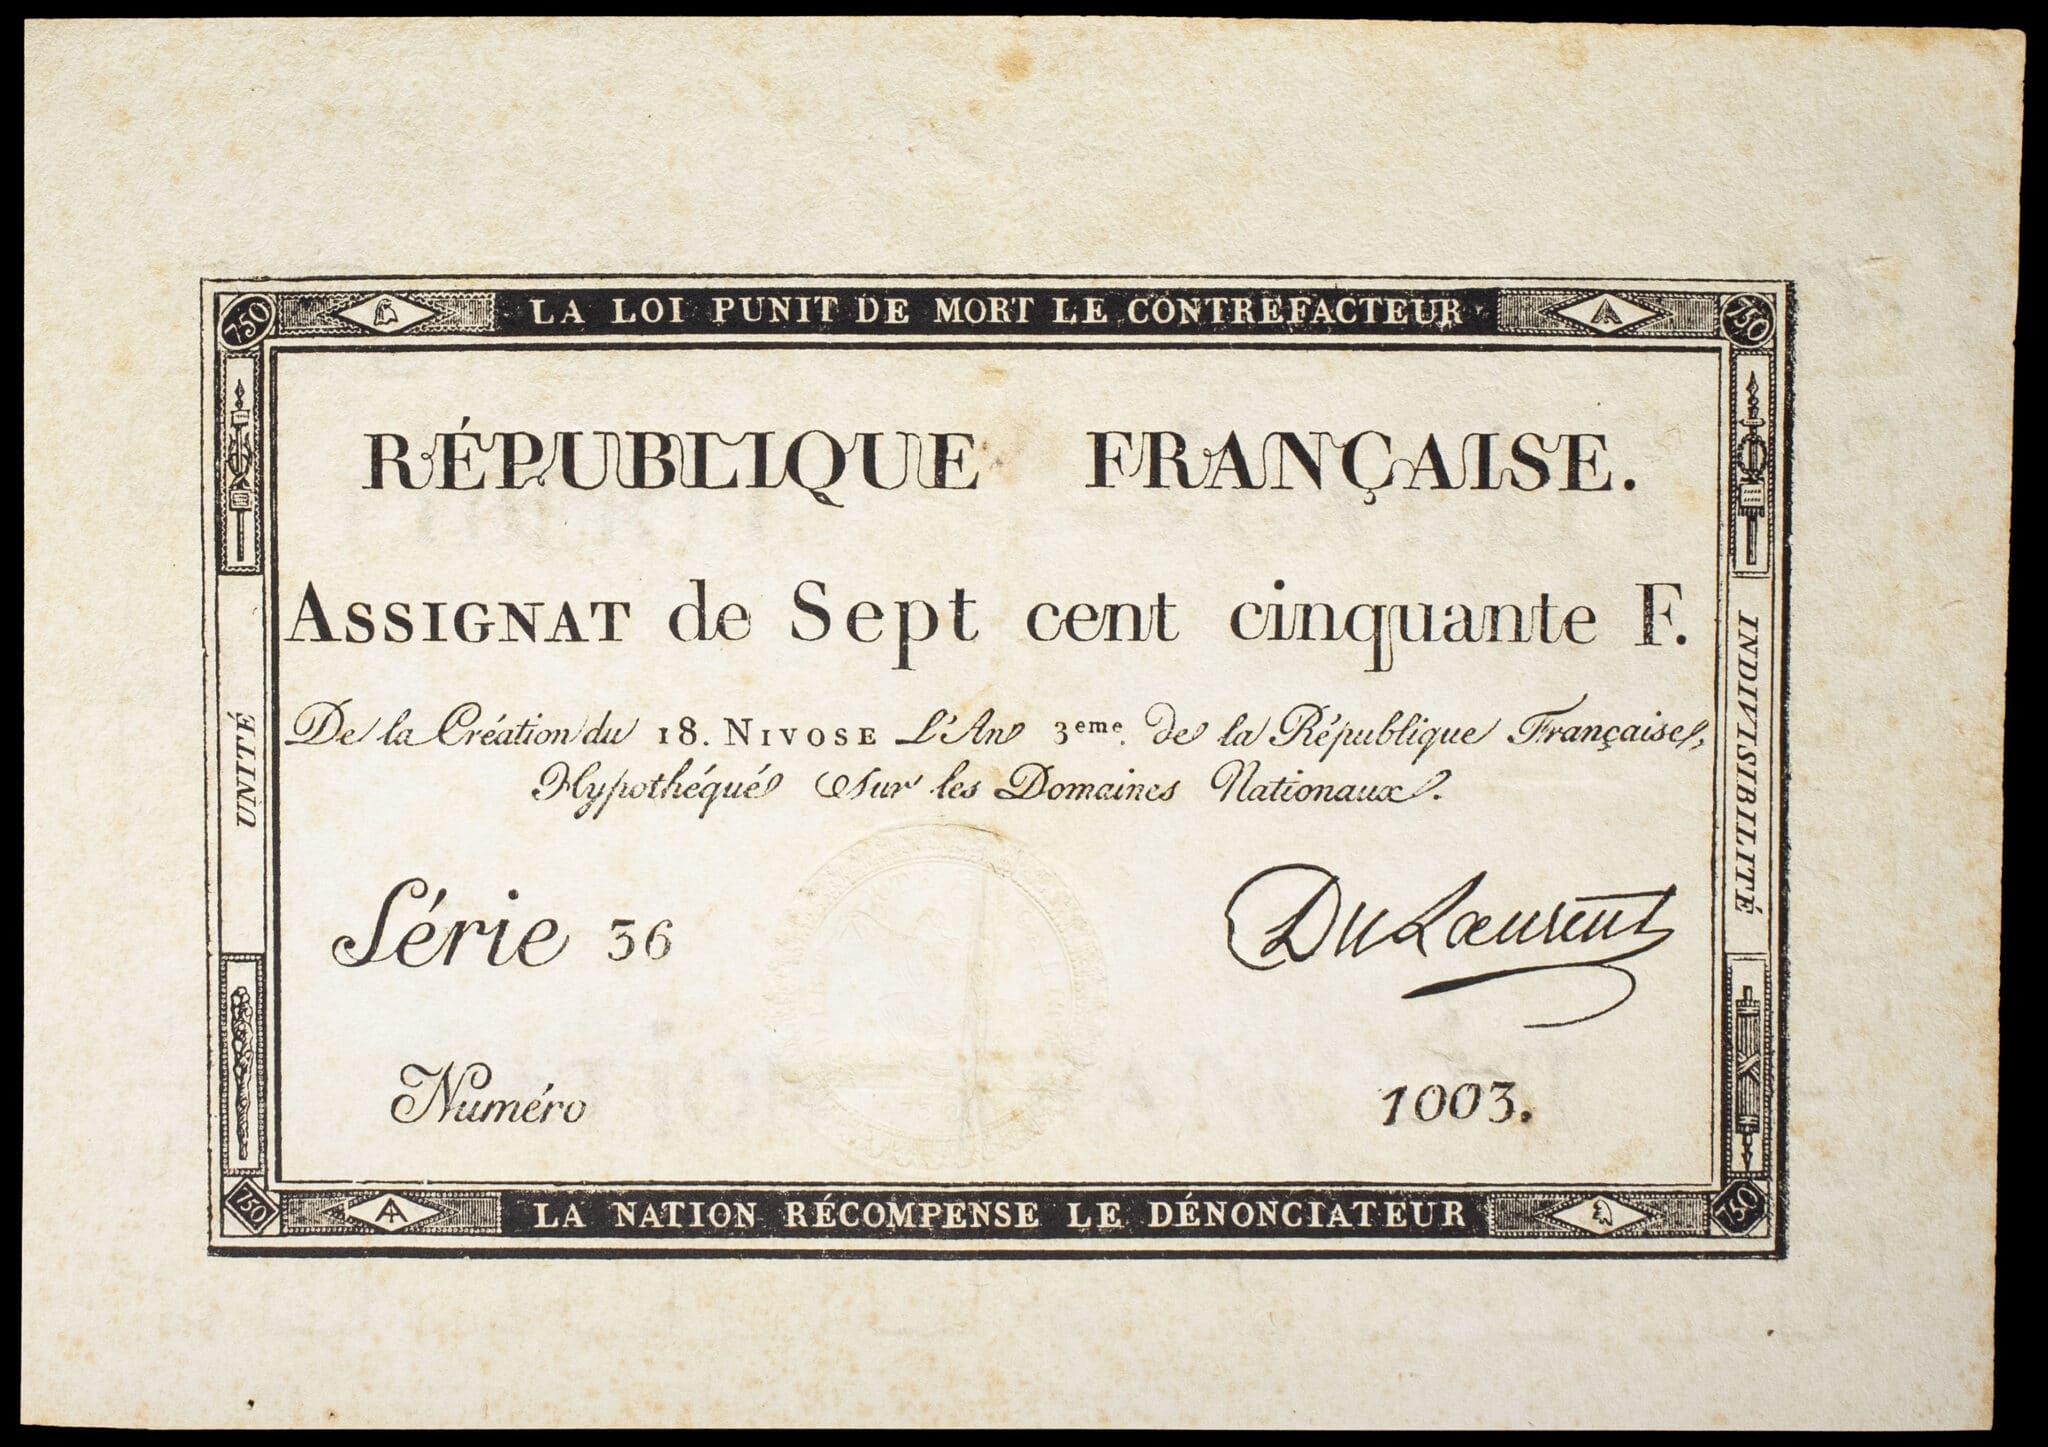 750 LA LOI PUNIT DE MORT LE CONTREFACTEUR 750
RÉPUBLIQUE FRANÇAISE.
ASSIGNAT de Sept cent cinquante F.
De la Création du 18. NIVOSE L'An 3eme. de la République Française,
Hypothéqué sur les Domaines Nationaux.
UNITÉ
INDIVISIBILITÉ
Série 36
DuLaurent
Numéro 1003.
750 LA NATION RÉCOMPENSE LE DÉNONCIATEUR 750